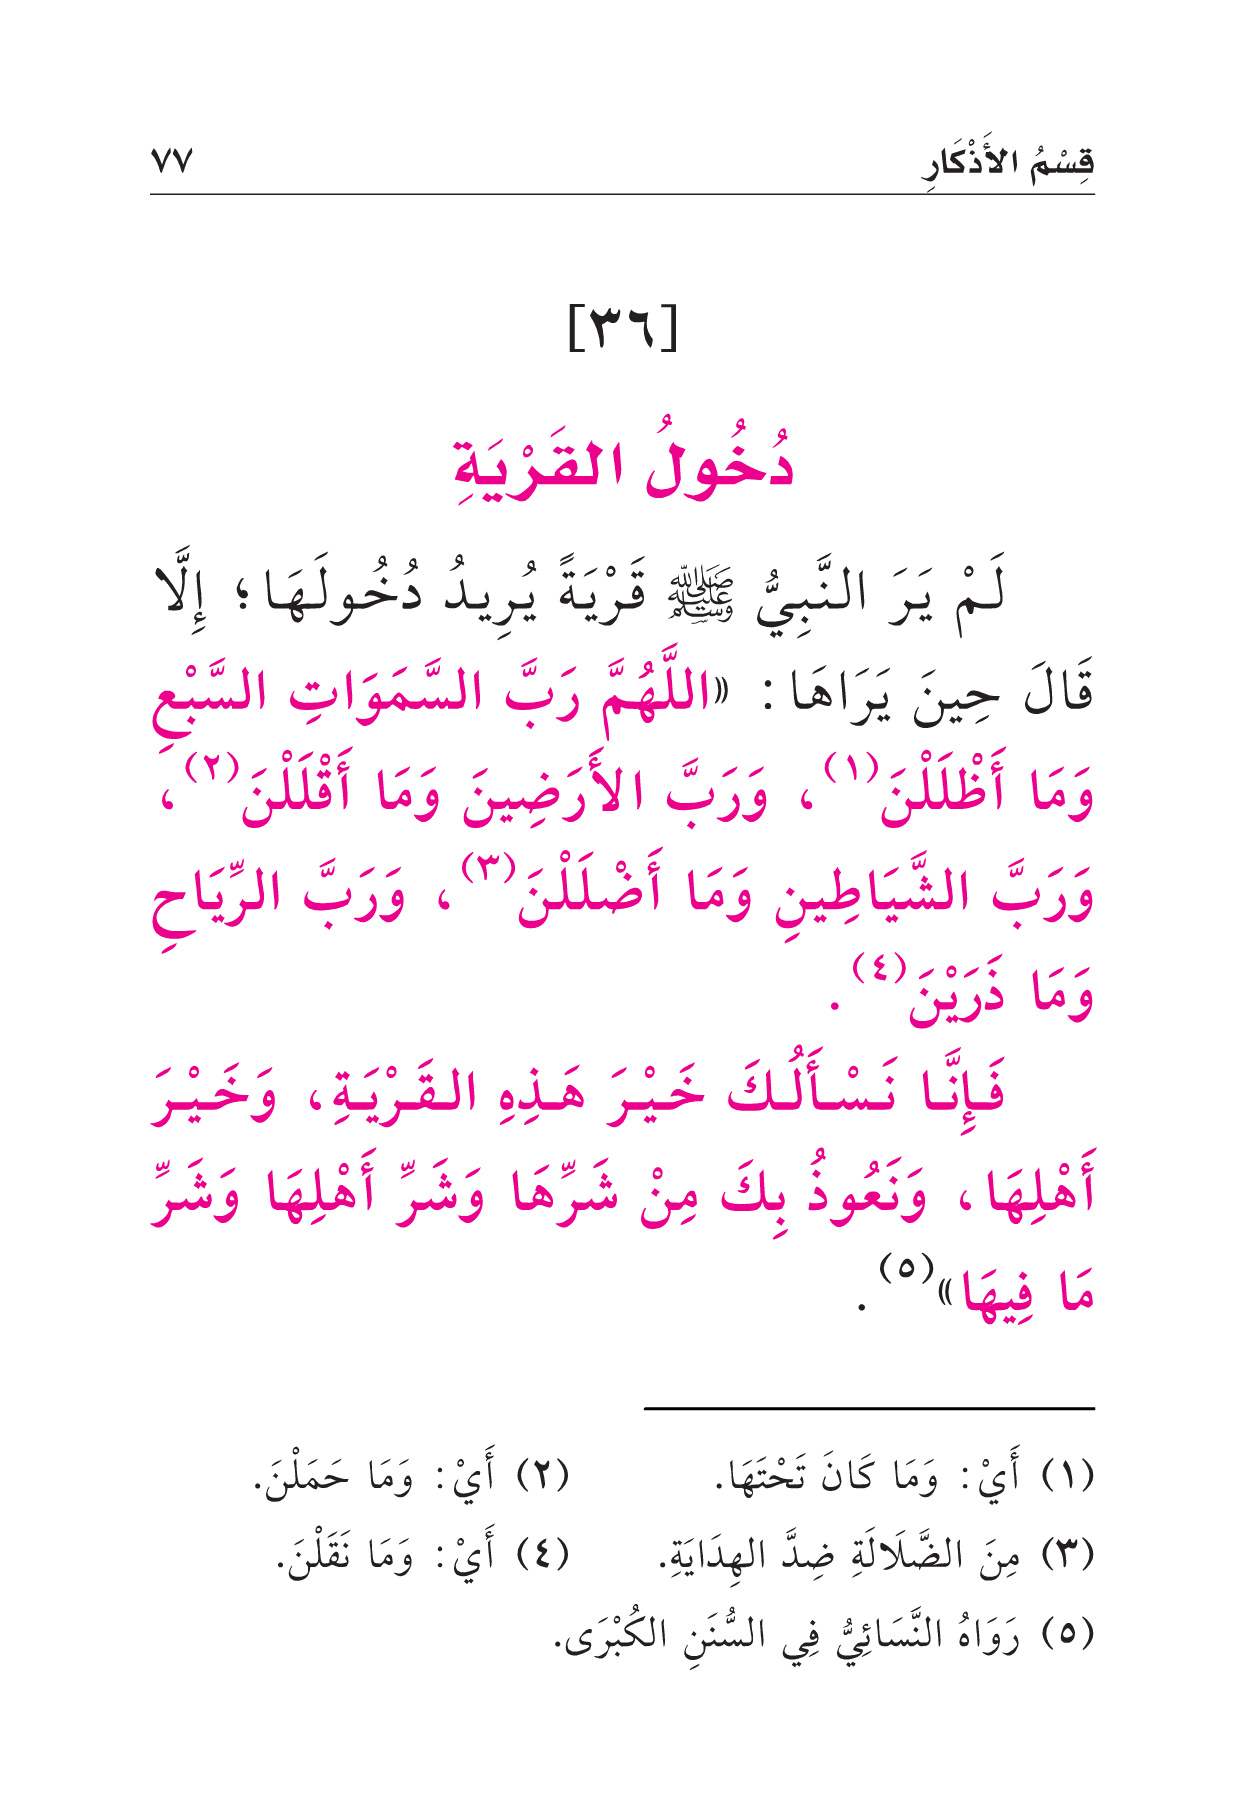 قِسْمُ الأَذْكَارِ ٧٧
[٣٦]
دُخُولُ القَرْيَةِ
لَمْ يَرَ النَّبِيُّ ﷺ قَرْيَةً يُرِيدُ دُخُولَهَا؛ إِلَّا
قَالَ حِينَ يَرَاهَا: «اللَّهُمَّ رَبَّ السَّمَوَاتِ السَّبْعِ
وَمَا أَظْلَلْنَ(١)، وَرَبَّ الأَرَضِينَ وَمَا أَقْلَلْنَ(٢)،
وَرَبَّ الشَّيَاطِينِ وَمَا أَضْلَلْنَ(٣)، وَرَبَّ الرِّيَاحِ
وَمَا ذَرَيْنَ(٤).
فَإِنَّا نَسْأَلُكَ خَيْرَ هَذِهِ القَرْيَةِ، وَخَيْرَ
أَهْلِهَا، وَنَعُوذُ بِكَ مِنْ شَرِّهَا وَشَرِّ أَهْلِهَا وَشَرِّ
مَا فِيهَا»(٥).
(١) أَيْ: وَمَا كَانَ تَحْتَهَا. (٢) أَيْ: وَمَا حَمَلْنَ.
(٣) مِنَ الضَّلَالَةِ ضِدَّ الهِدَايَةِ. (٤) أَيْ: وَمَا نَقَلْنَ.
(٥) رَوَاهُ النَّسَائِيُّ فِي السُّنَنِ الكُبْرَى.